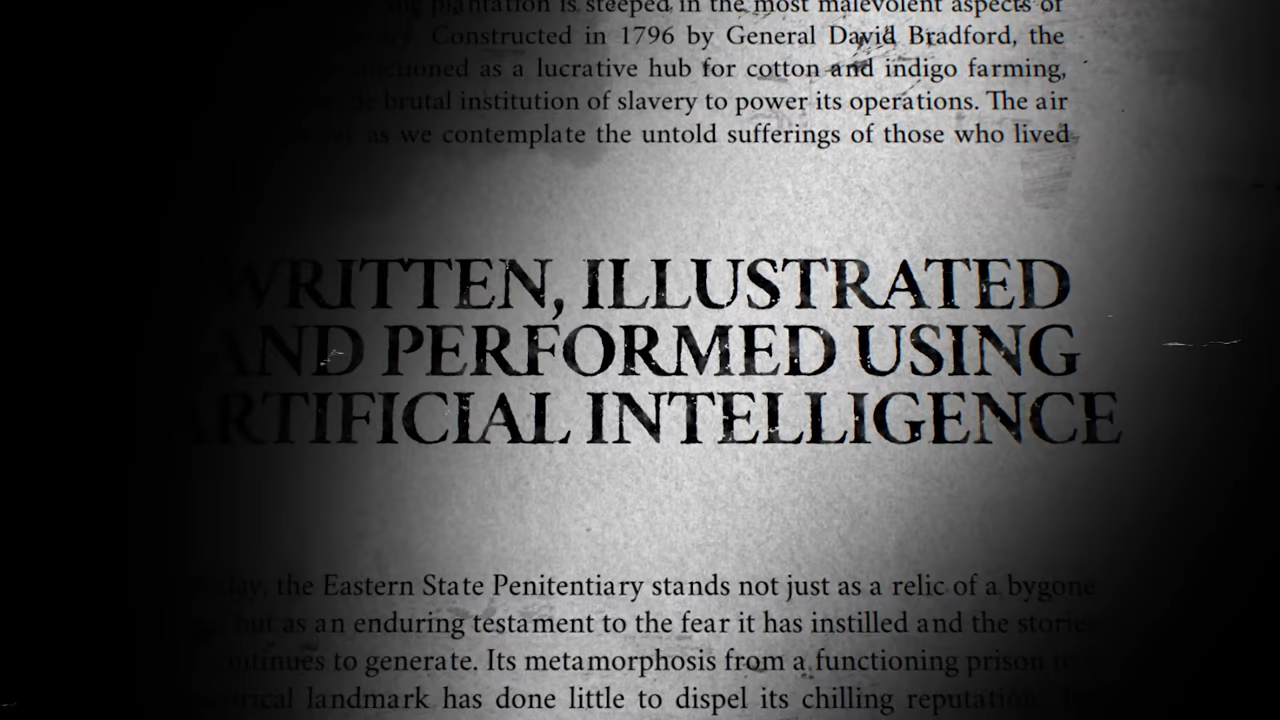 plantation is steeped in the most malevolent aspects of
Constructed in 1796 by General David Bradford, the
functioned as a lucrative hub for cotton and indigo farming,
brutal institution of slavery to power its operations. The air
as we contemplate the untold sufferings of those who lived
WRITTEN, ILLUSTRATED
AND PERFORMED USING
ARTIFICIAL INTELLIGENCE
Today, the Eastern State Penitentiary stands not just as a relic of a bygone
but as an enduring testament to the fear it has instilled and the stories
continues to generate. Its metamorphosis from a functioning prison to
historical landmark has done little to dispel its chilling reputation.